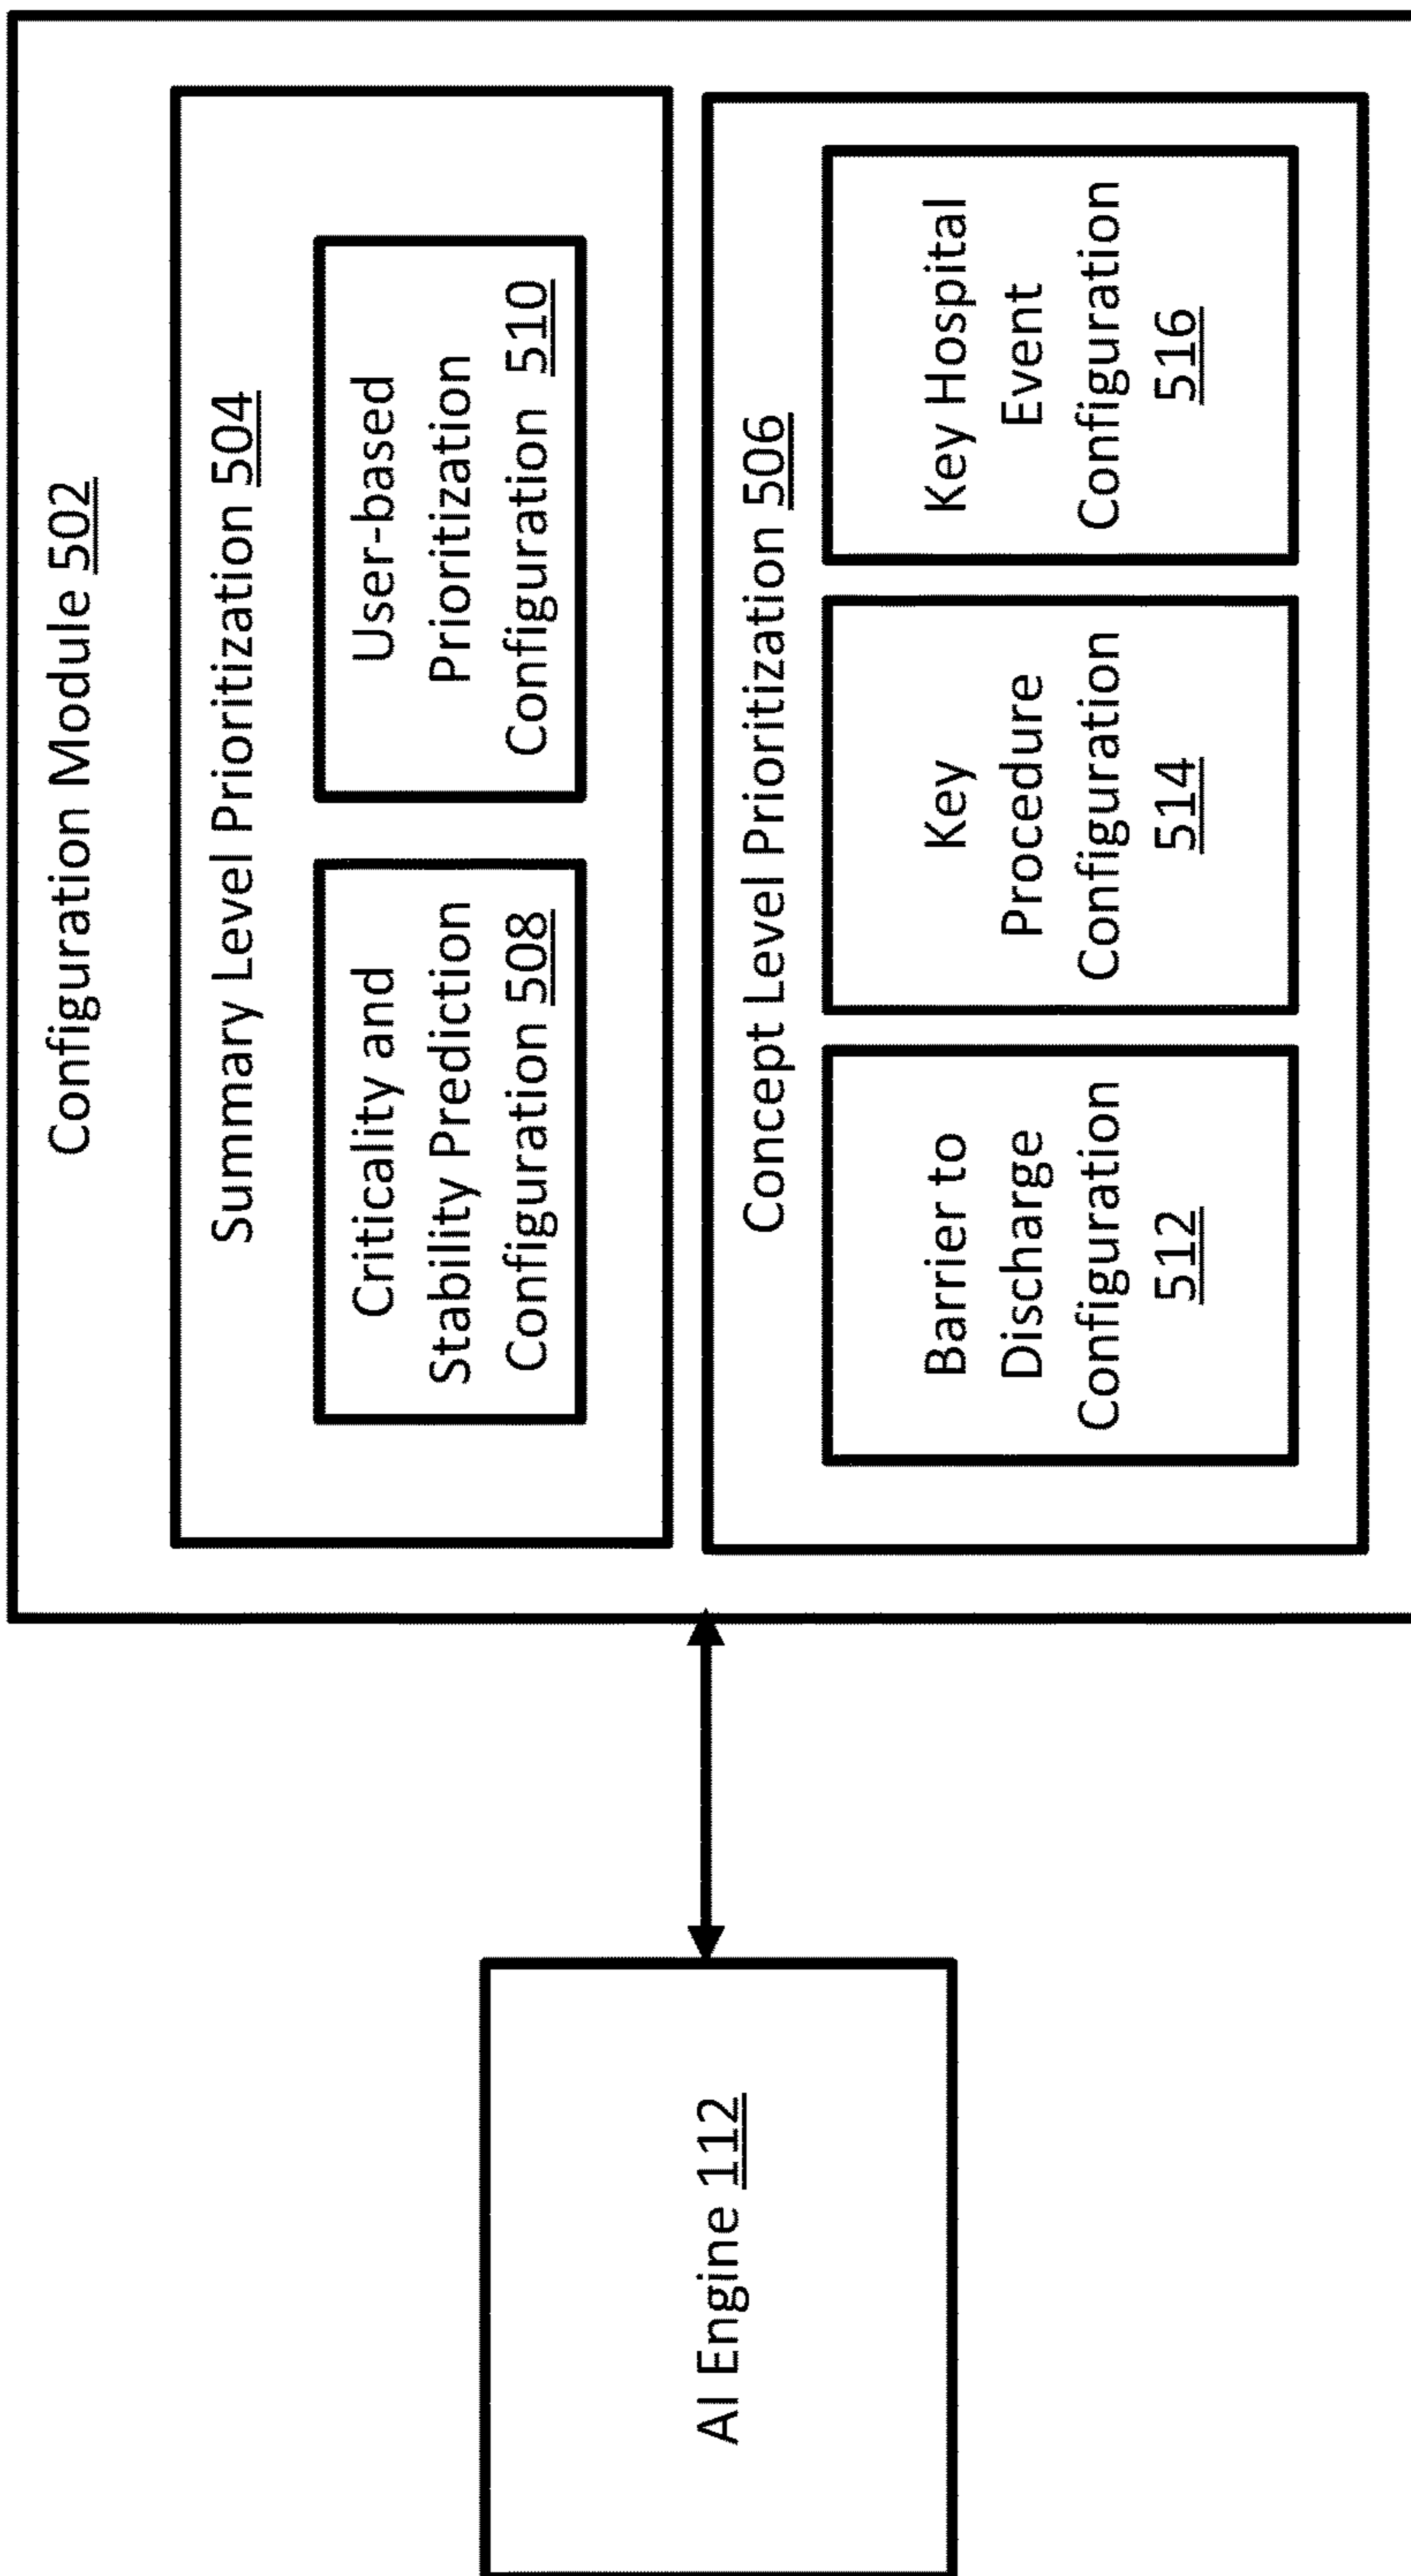 AI Engine 112
Configuration Module 502
Summary Level Prioritization 504
Criticality and
Stability Prediction
Configuration 508
User-based
Prioritization
Configuration 510
Concept Level Prioritization 506
Barrier to
Discharge
Configuration
512
Key
Procedure
Configuration
514
Key Hospital
Event
Configuration
516